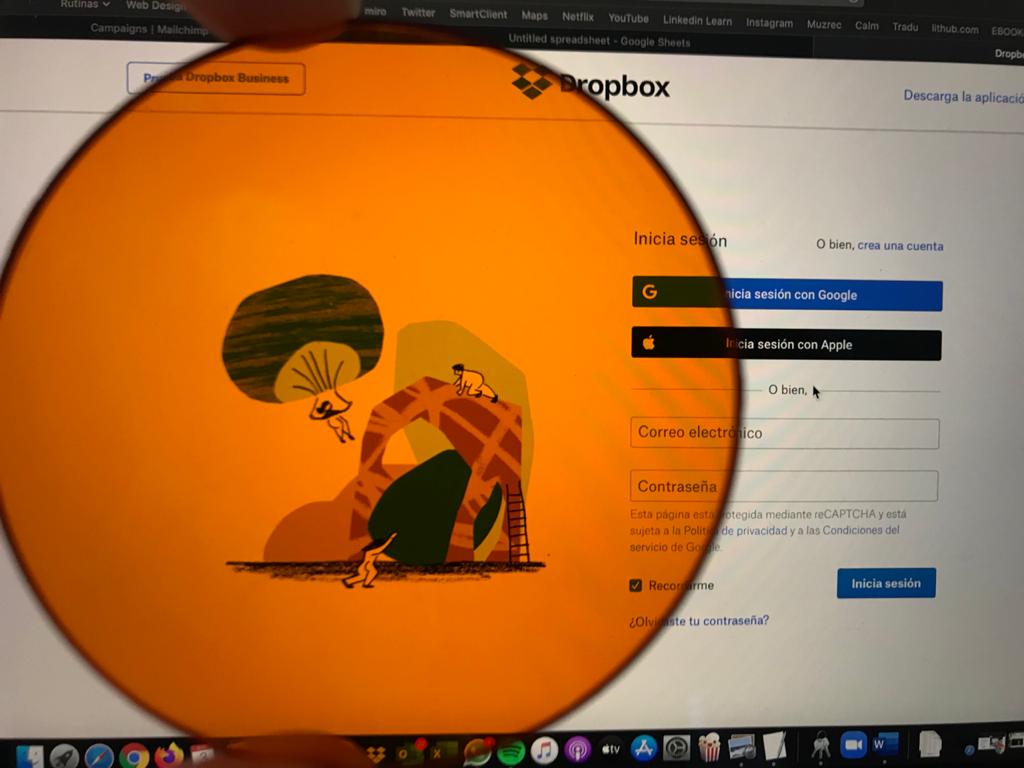 Rutinas Web Design miro Twitter SmartClient Maps Netflix YouTube Linkedin Learn Instagram Muzrec Calm Tradu lithub.com EBOOK
Campaigns | Mailchimp Untitled spreadsheet - Google Sheets
Dropb
Dropbox Business
Dropbox
Descarga la aplicació
Inicia sesión
O bien, crea una cuenta
G Inicia sesión con Google
Inicia sesión con Apple
O bien,
Correo electrónico
Contraseña
Esta página está protegida mediante reCAPTCHA y está
sujeta a la Política de privacidad y a las Condiciones del
servicio de Google.
Recordarme
Inicia sesión
¿Olvidaste tu contraseña?
tv
W